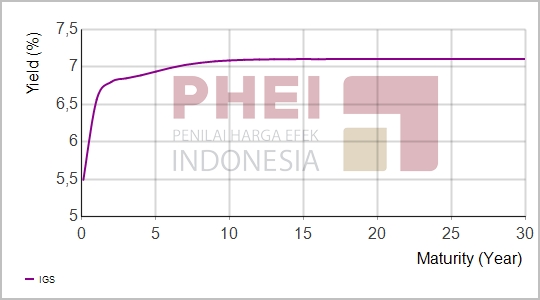 Yield (%)
7,5
7
6,5
6
5,5
5
0 5 10 15 20 25 30
Maturity (Year)
IGS
PHEI
PENILAI HARGA EFEK
INDONESIA